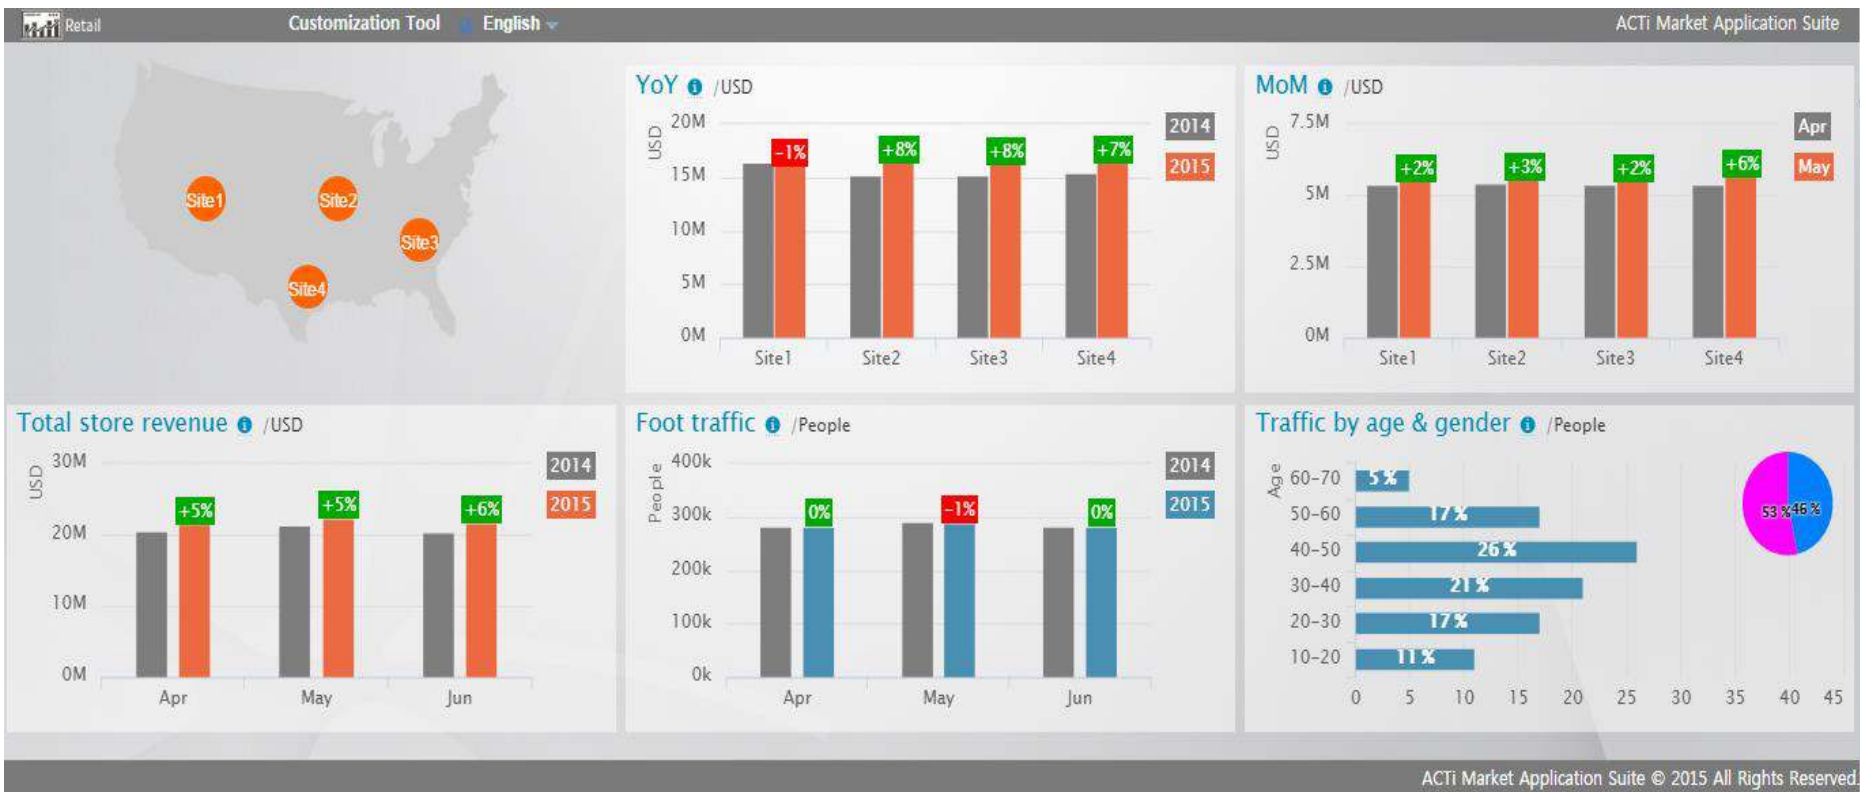 Retail
Customization Tool
English
ACTi Market Application Suite
Site1
Site2
Site3
Site4
YoY i /USD
USD
20M
15M
10M
5M
0M
-1%
+8%
+8%
+7%
Site1 Site2 Site3 Site4
2014
2015
MoM i /USD
USD
7.5M
5M
2.5M
0M
+2%
+3%
+2%
+6%
Site1 Site2 Site3 Site4
Apr
May
Total store revenue i /USD
USD
30M
20M
10M
0M
+5%
+5%
+6%
Apr May Jun
2014
2015
Foot traffic i /People
People
400k
300k
200k
100k
0k
0%
-1%
0%
Apr May Jun
2014
2015
Traffic by age & gender i /People
Age
60-70 5%
50-60 17%
40-50 26%
30-40 21%
20-30 17%
10-20 11%
0 5 10 15 20 25 30 35 40 45
53 % 46 %
ACTi Market Application Suite © 2015 All Rights Reserved.